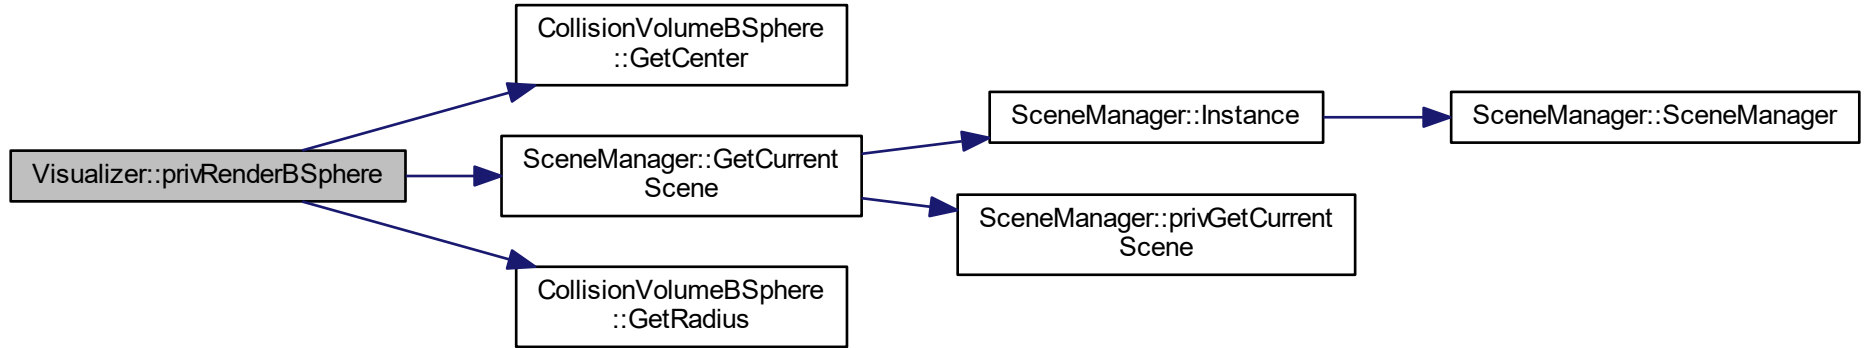 CollisionVolumeBSphere
::GetCenter
SceneManager::Instance
SceneManager::SceneManager
Visualizer::privRenderBSphere
SceneManager::GetCurrent
Scene
SceneManager::privGetCurrent
Scene
CollisionVolumeBSphere
::GetRadius